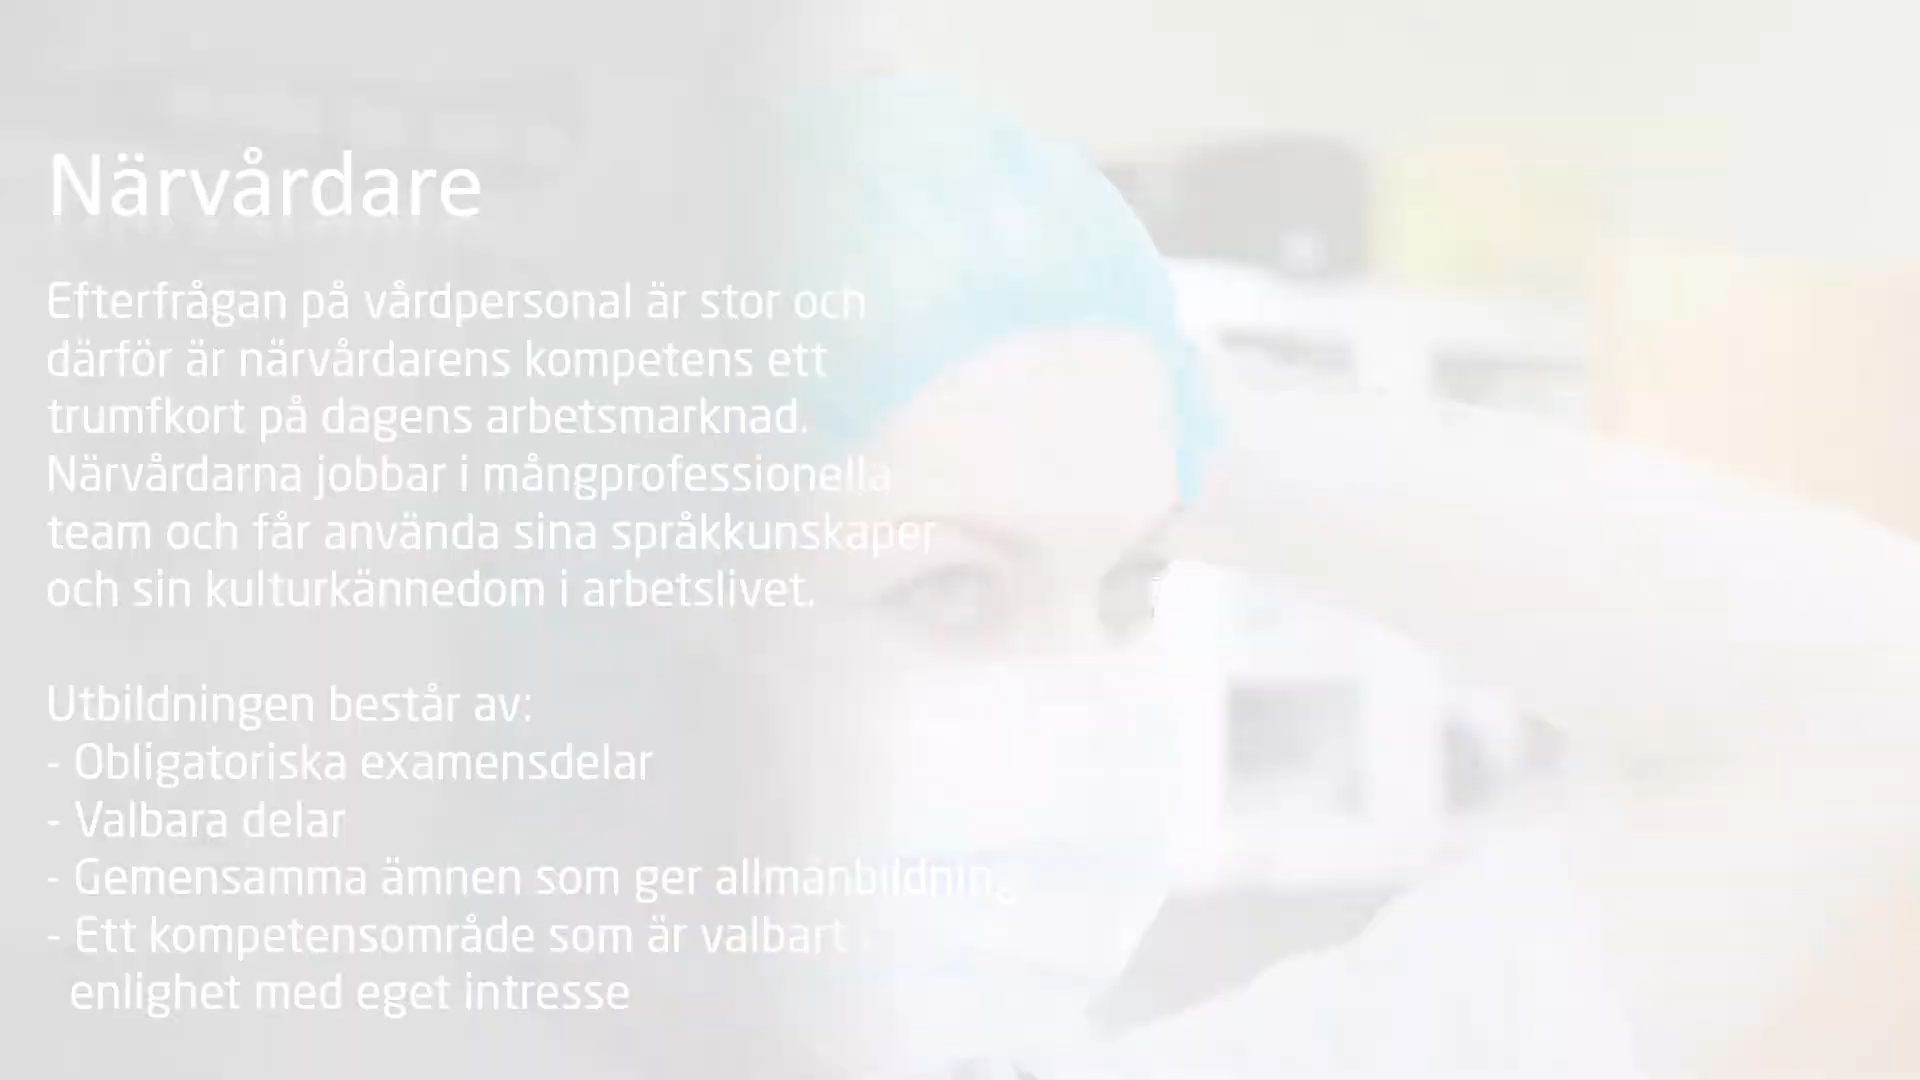 Närvårdare
Efterfrågan på vårdpersonal är stor och
därför är närvårdarens kompetens ett
trumfkort på dagens arbetsmarknad.
Närvårdarna jobbar i mångprofessionella
team och får använda sina språkkunskaper
och sin kulturkännedom i arbetslivet.
Utbildningen består av:
- Obligatoriska examensdelar
- Valbara delar
- Gemensamma ämnen som ger allmänbildning
- Ett kompetensområde som är valbart i
enlighet med eget intresse